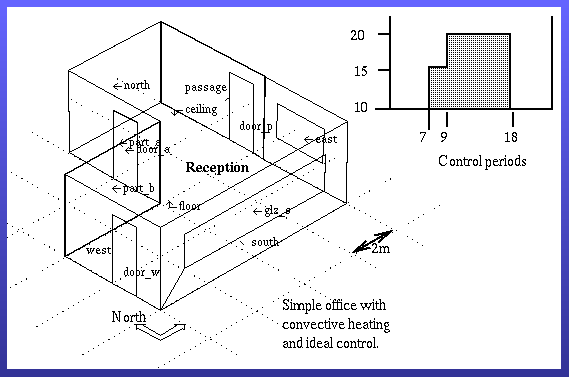 20
15
10
7 9 18
Control periods
north
passage
ceiling
door_p
east
part_a
door_a
Reception
part_b
floor
glz_s
south
west
door_w
2m
North
Simple office with
convective heating
and ideal control.